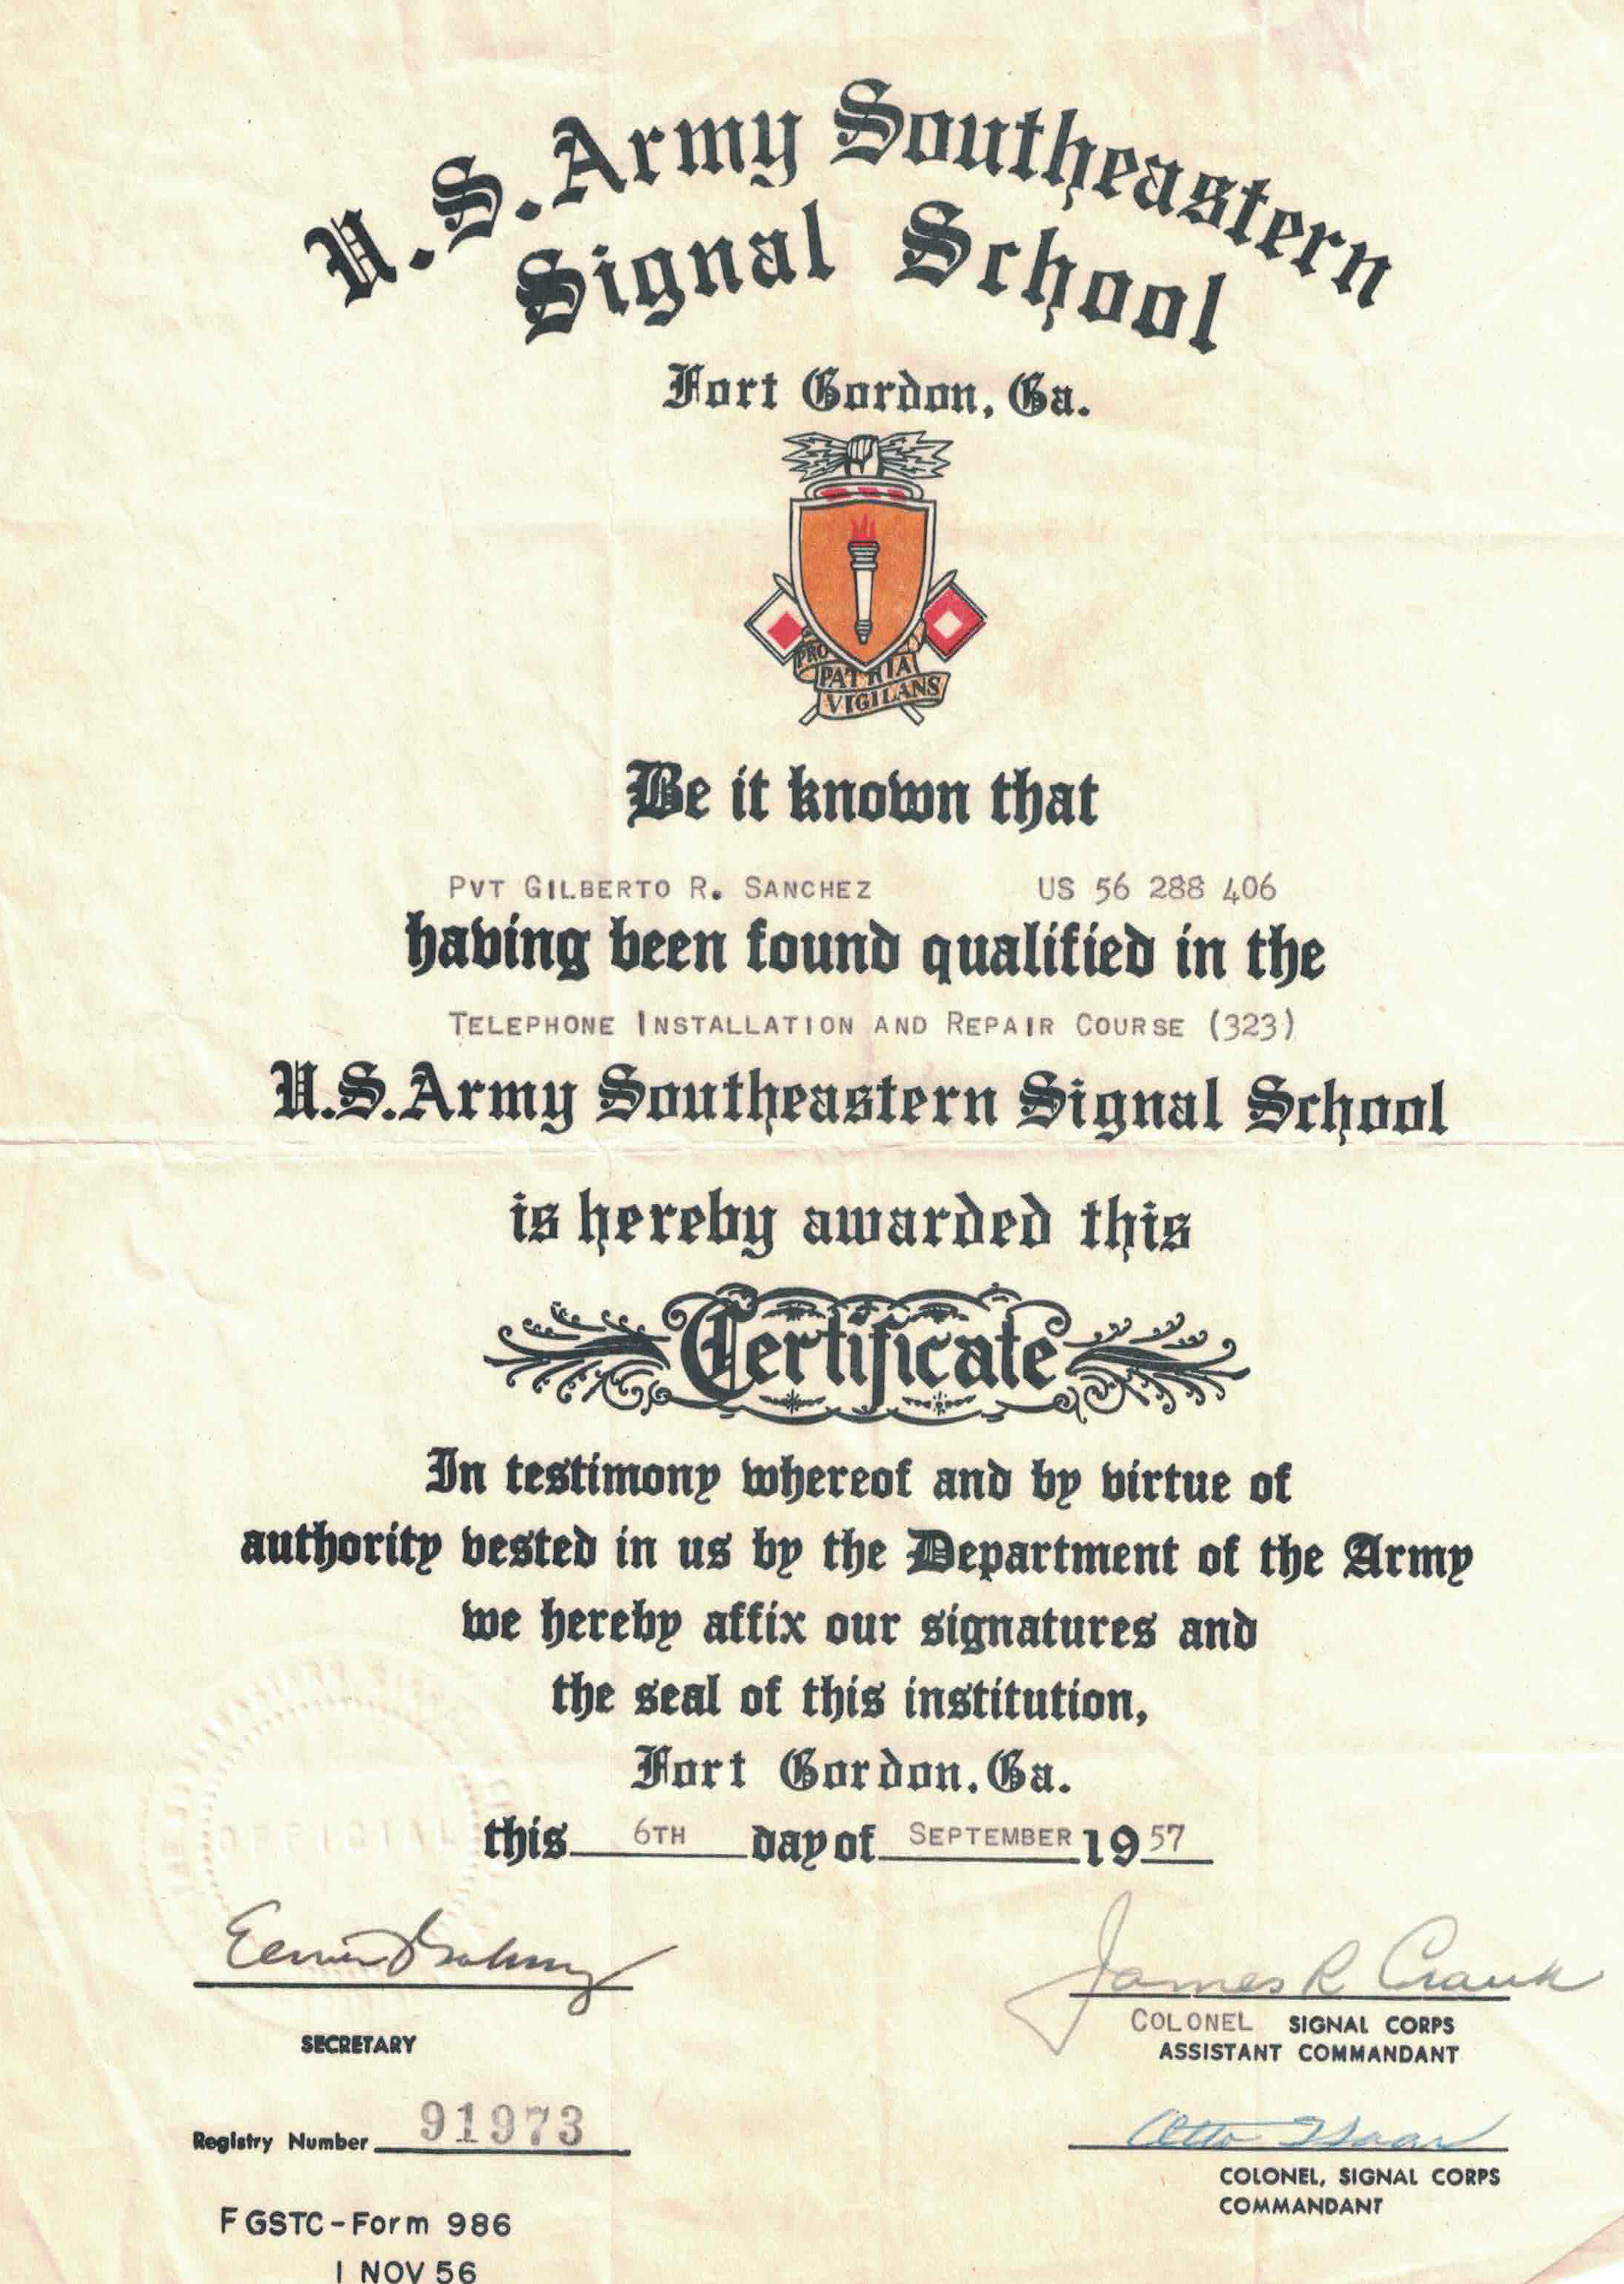 U.S. Army Southeastern
Signal School
Fort Gordon, Ga.
PRO
PATRIA
VIGILANS
Be it known that
PVT GILBERTO R. SANCHEZ US 56 288 406
having been found qualified in the
TELEPHONE INSTALLATION AND REPAIR COURSE (323)
U.S. Army Southeastern Signal School
is hereby awarded this
Certificate
In testimony whereof and by virtue of
authority vested in us by the Department of the Army
we hereby affix our signatures and
the seal of this institution,
Fort Gordon, Ga.
this 6TH day of SEPTEMBER 1957
OFFICIAL
SECRETARY
James R Crank
COLONEL SIGNAL CORPS
ASSISTANT COMMANDANT
Registry Number 91973
Otto
COLONEL, SIGNAL CORPS
COMMANDANT
FGSTC-Form 986
1 NOV 56